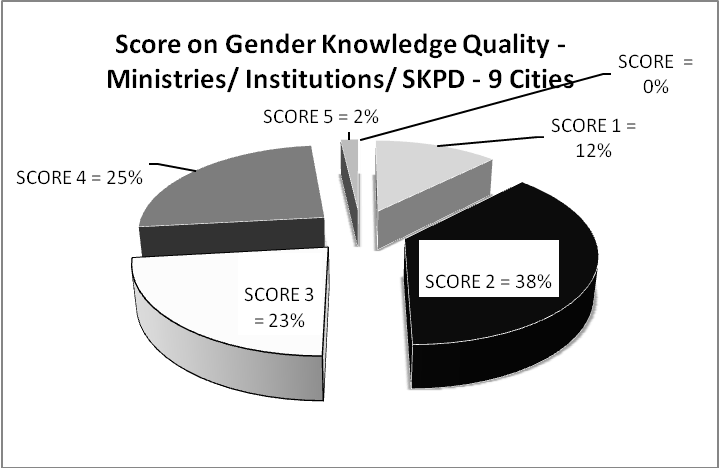 Score on Gender Knowledge Quality -
Ministries/ Institutions/ SKPD - 9 Cities
SCORE =
0%
SCORE 5 = 2%
SCORE 1 =
12%
SCORE 4 = 25%
SCORE 2 = 38%
SCORE 3
= 23%